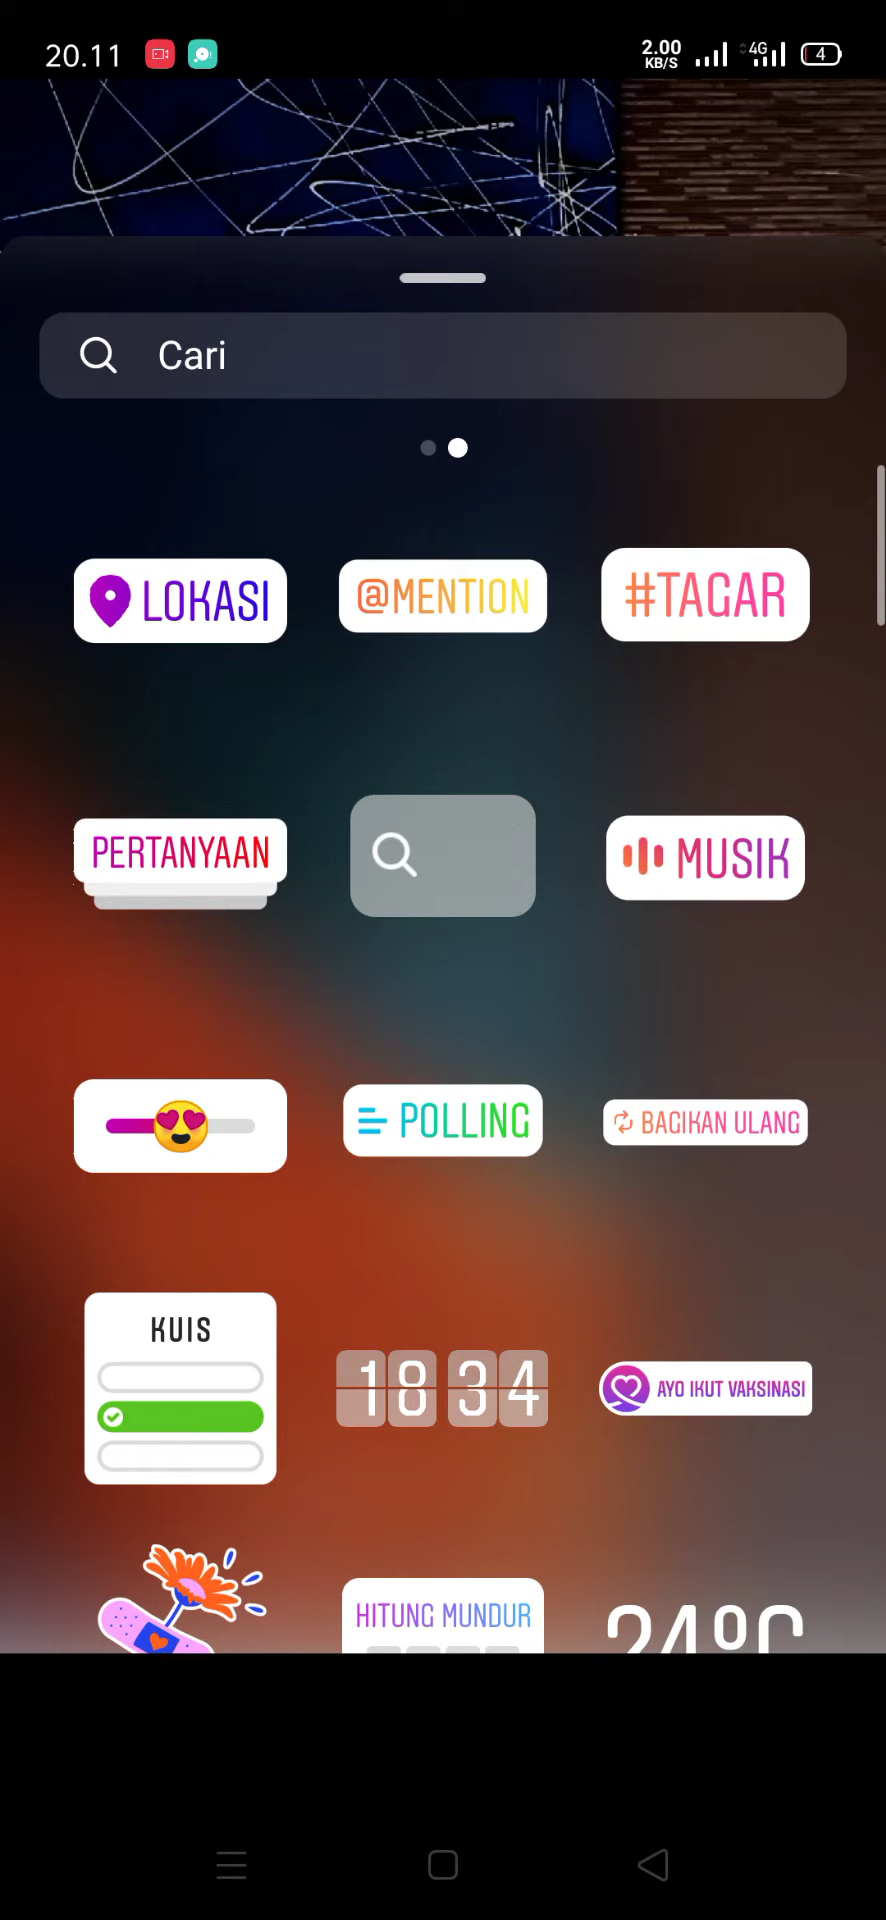 20.11
2.00
KB/S
4G
4
Cari
LOKASI
@MENTION
#TAGAR
PERTANYAAN
MUSIK
POLLING
BAGIKAN ULANG
KUIS
18 34
AYO IKUT VAKSINASI
HITUNG MUNDUR
24°C